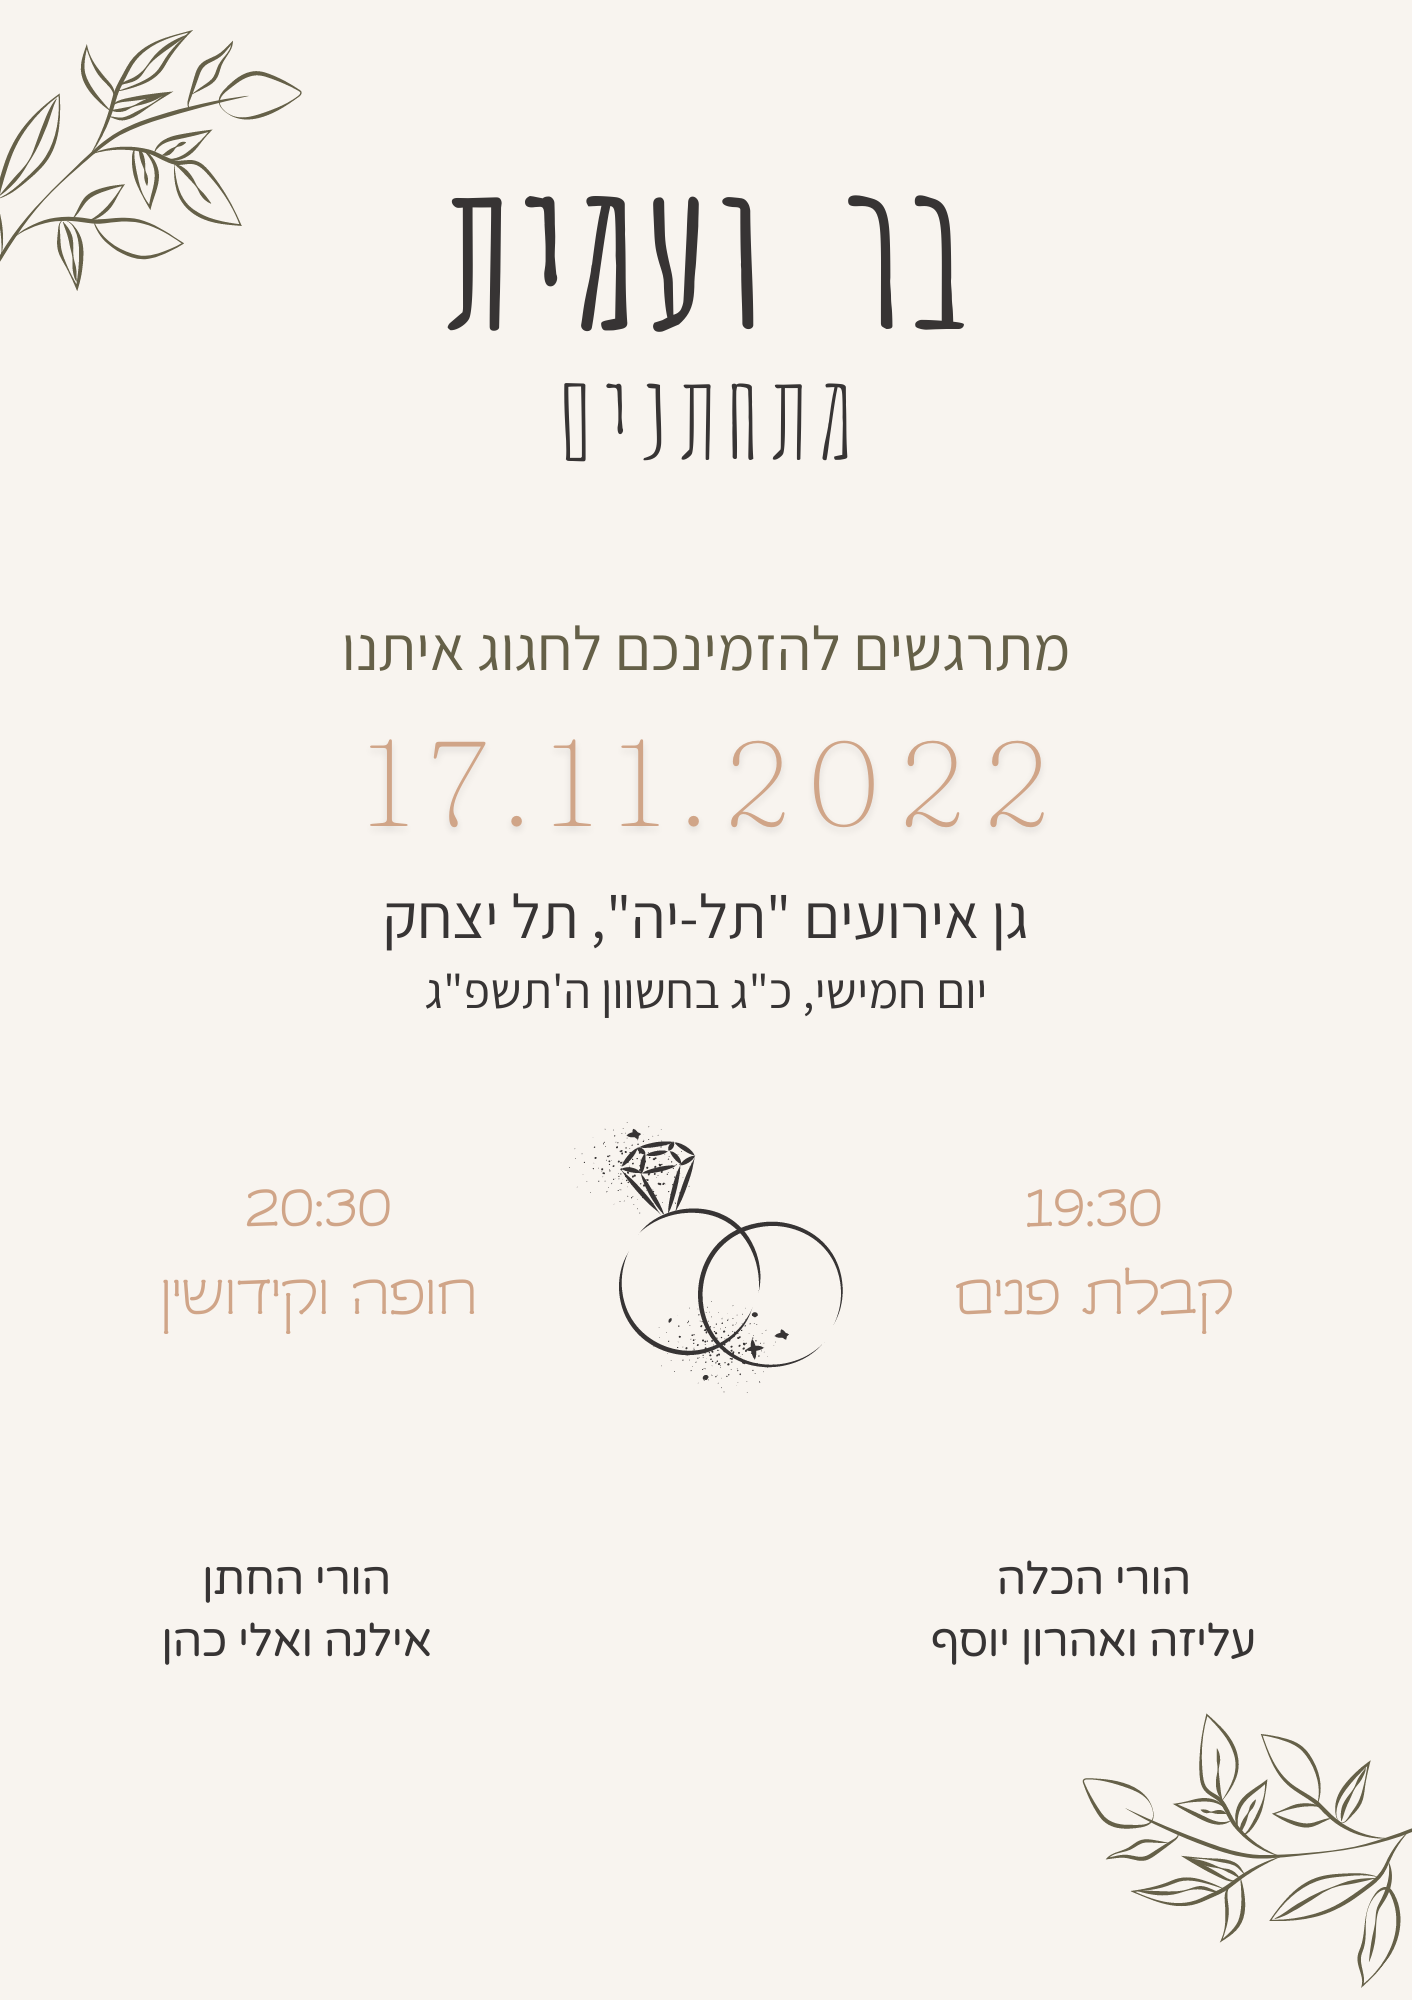 בר ועמית
מתחתנים
מתרגשים להזמינכם לחגוג איתנו
17.11.2022
גן אירועים "תל-יה", תל יצחק
יום חמישי, כ"ג בחשוון ה'תשפ"ג
19:30
קבלת פנים
20:30
חופה וקידושין
הורי הכלה
עליזה ואהרון יוסף
הורי החתן
אילנה ואלי כהן